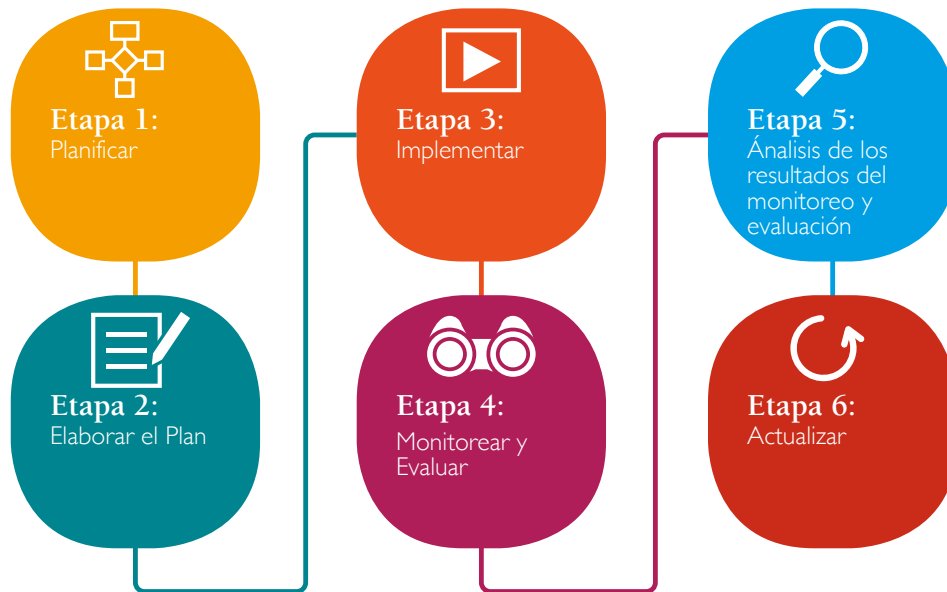 Etapa 1:
Planificar
Etapa 2:
Elaborar el Plan
Etapa 3:
Implementar
Etapa 4:
Monitorear y
Evaluar
Etapa 5:
Ánalisis de los
resultados del
monitoreo y
evaluación
Etapa 6:
Actualizar